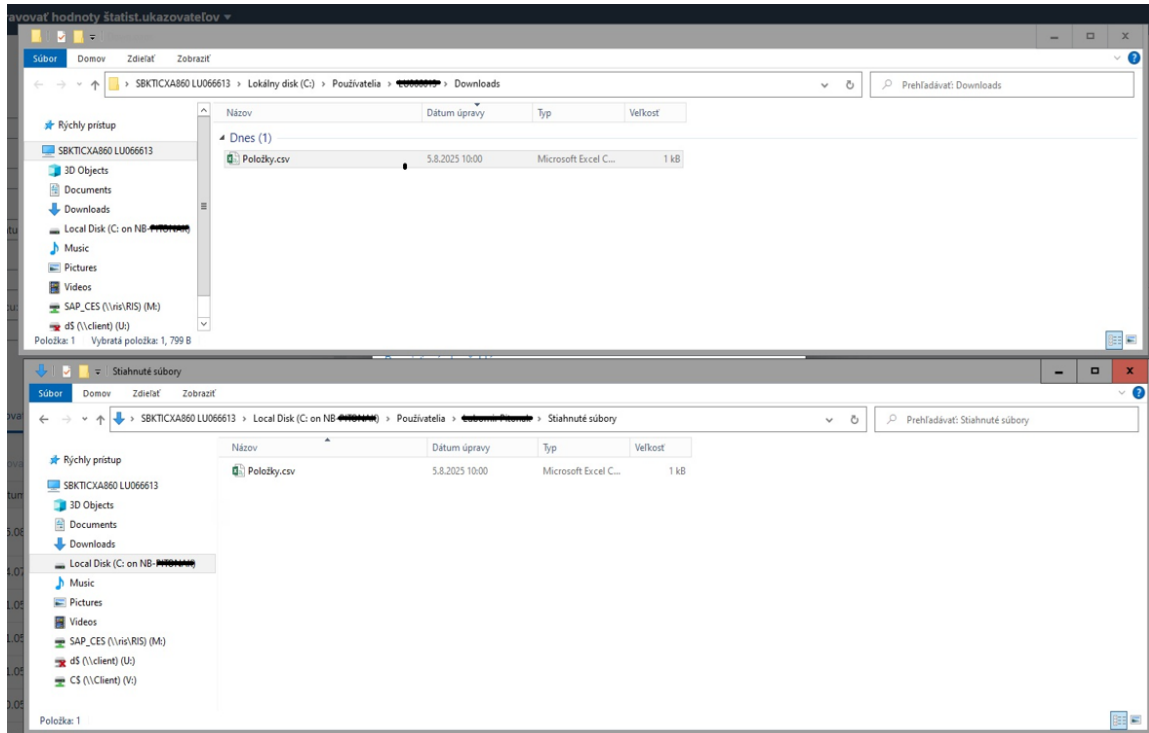 avovať hodnoty štatist.ukazovateľov
Súbor Domov Zdieľať Zobraziť
SBKTICXA860 LU066613 > Lokálny disk (C:) > Používatelia > > Downloads
Prehľadávať: Downloads
Názov Dátum úpravy Typ Veľkosť
Rýchly prístup
Dnes (1)
SBKTICXA860 LU066613
Položky.csv 5.8.2025 10:00 Microsoft Excel C... 1 kB
3D Objects
Documents
Downloads
Local Disk (C: on NB-
Music
Pictures
Videos
SAP_CES (\\ris\RIS) (M:)
d$ (\\client) (U:)
Položka: 1 Vybratá položka: 1, 799 B
Stiahnuté súbory
Súbor Domov Zdieľať Zobraziť
SBKTICXA860 LU066613 > Local Disk (C: on NB- ) > Používatelia > > Stiahnuté súbory
Prehľadávať: Stiahnuté súbory
Názov Dátum úpravy Typ Veľkosť
Rýchly prístup
Položky.csv 5.8.2025 10:00 Microsoft Excel C... 1 kB
SBKTICXA860 LU066613
3D Objects
Documents
Downloads
Local Disk (C: on NB-
Music
Pictures
Videos
SAP_CES (\\ris\RIS) (M:)
d$ (\\client) (U:)
C$ (\\Client) (V:)
Položka: 1